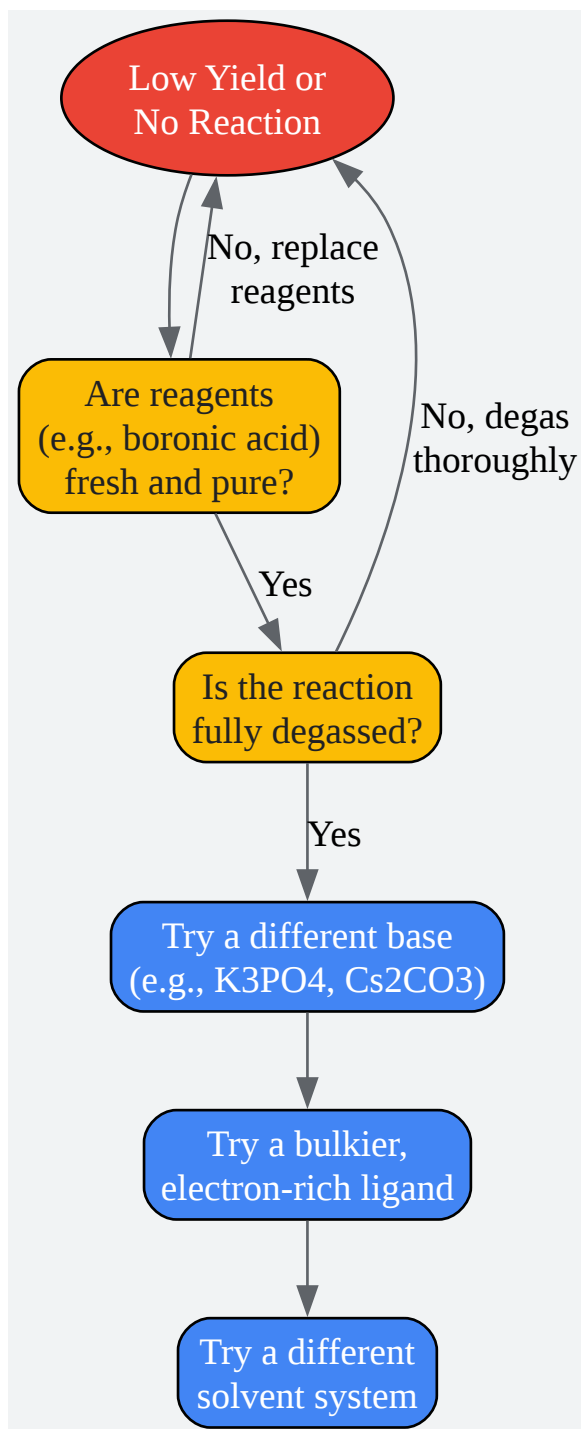 Low Yield or
No Reaction
No, replace
reagents
Are reagents
(e.g., boronic acid)
fresh and pure?
No, degas
thoroughly
Yes
Is the reaction
fully degassed?
Yes
Try a different base
(e.g., K3PO4, Cs2CO3)
Try a bulkier,
electron-rich ligand
Try a different
solvent system